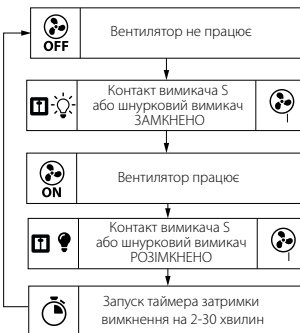 OFF
Вентилятор не працює
Контакт вимикача S
або шнурковий вимикач
ЗАМКНЕНО
ON
Вентилятор працює
Контакт вимикача S
або шнурковий вимикач
РОЗІМКНЕНО
Запуск таймера затримки
вимкнення на 2-30 хвилин